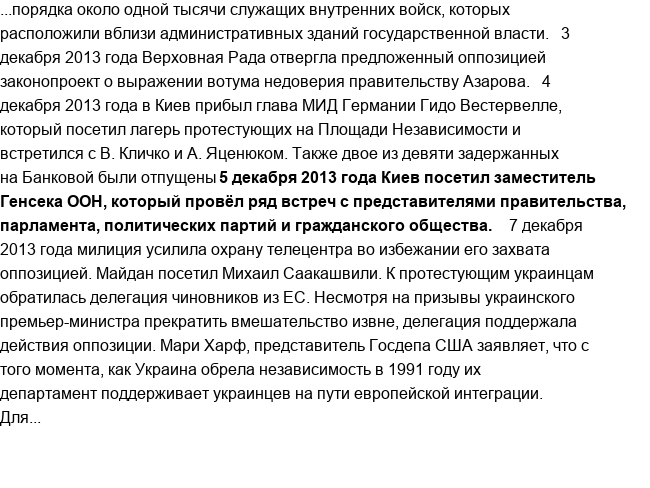 ...порядка около одной тысячи служащих внутренних войск, которых
расположили вблизи административных зданий государственной власти. 3
декабря 2013 года Верховная Рада отвергла предложенный оппозицией
законопроект о выражении вотума недоверия правительству Азарова. 4
декабря 2013 года в Киев прибыл глава МИД Германии Гидо Вестервелле,
который посетил лагерь протестующих на Площади Независимости и
встретился с В. Кличко и А. Яценюком. Также двое из девяти задержанных
на Банковой были отпущены 5 декабря 2013 года Киев посетил заместитель
Генсека ООН, который провёл ряд встреч с представителями правительства,
парламента, политических партий и гражданского общества. 7 декабря
2013 года милиция усилила охрану телецентра во избежании его захвата
оппозицией. Майдан посетил Михаил Саакашвили. К протестующим украинцам
обратилась делегация чиновников из ЕС. Несмотря на призывы украинского
премьер-министра прекратить вмешательство извне, делегация поддержала
действия оппозиции. Мари Харф, представитель Госдепа США заявляет, что с
того момента, как Украина обрела независимость в 1991 году их
департамент поддерживает украинцев на пути европейской интеграции.
Для...